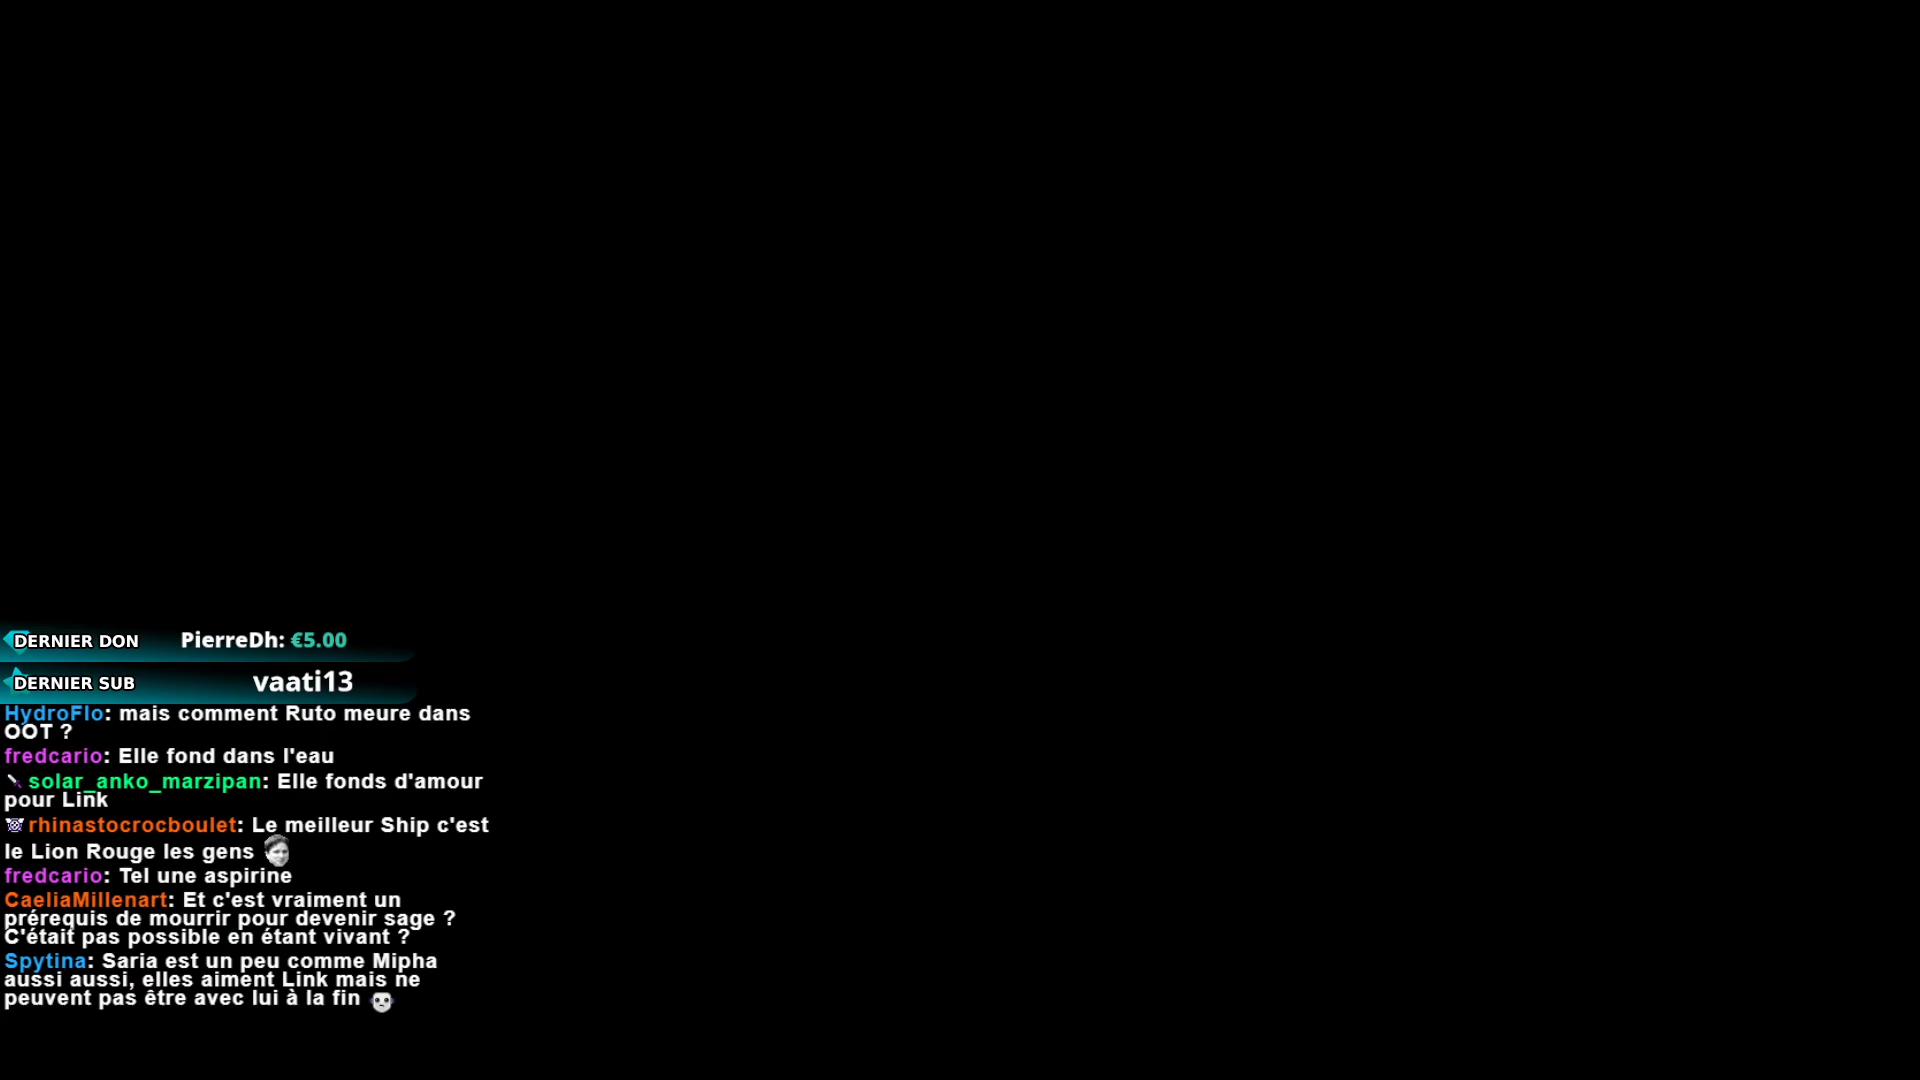 DERNIER DON PierreDh: €5.00
DERNIER SUB vaati13
HydroFlo: mais comment Ruto meure dans
OOT ?
fredcario: Elle fond dans l'eau
solar_anko_marzipan: Elle fonds d'amour
pour Link
rhinastocrocboulet: Le meilleur Ship c'est
le Lion Rouge les gens
fredcario: Tel une aspirine
CaeliaMillenart: Et c'est vraiment un
prérequis de mourrir pour devenir sage ?
C'était pas possible en étant vivant ?
Spytina: Saria est un peu comme Mipha
aussi aussi, elles aiment Link mais ne
peuvent pas être avec lui à la fin